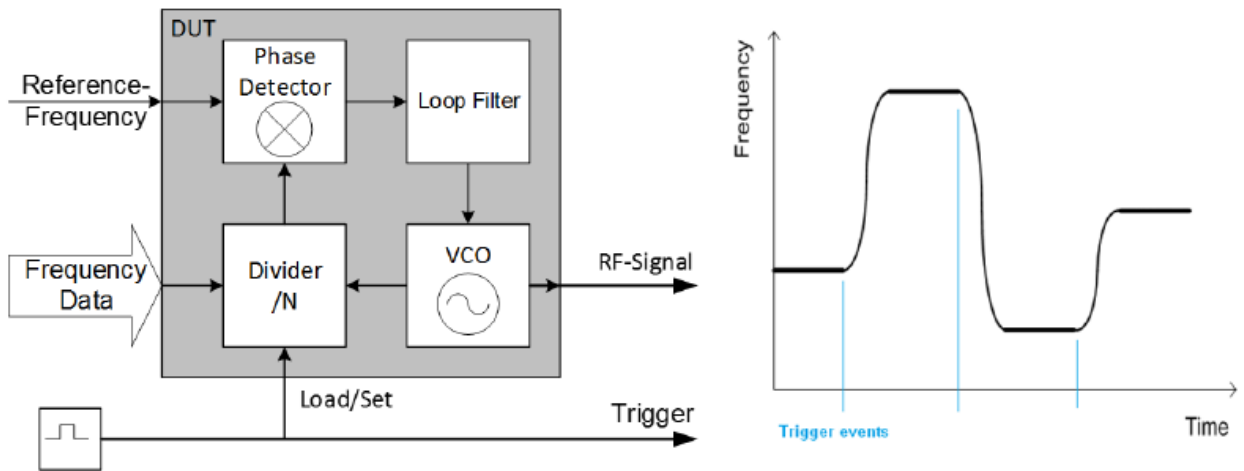 DUT
Phase
Detector
Loop Filter
Reference-
Frequency
Frequency
Data
Divider
/N
VCO
RF-Signal
Load/Set
Trigger
Frequency
Trigger events
Time